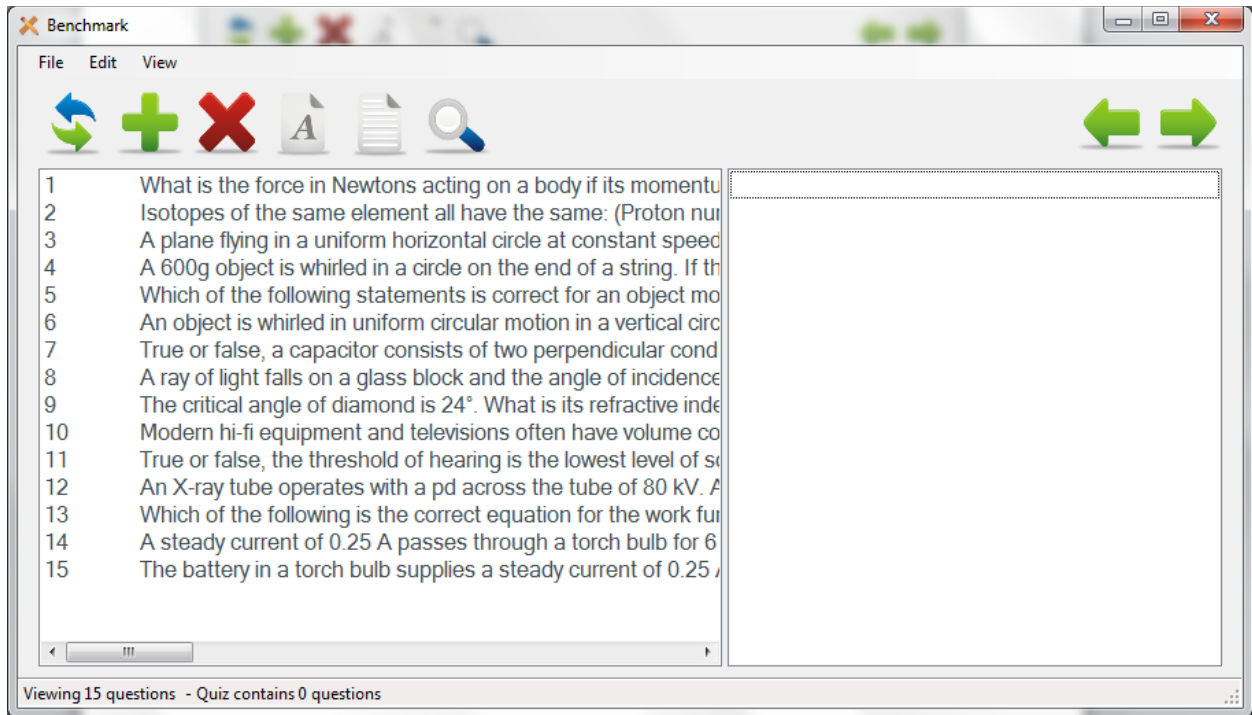 Benchmark
File Edit View
A
1 What is the force in Newtons acting on a body if its momentu
2 Isotopes of the same element all have the same: (Proton nur
3 A plane flying in a uniform horizontal circle at constant speed
4 A 600g object is whirled in a circle on the end of a string. If th
5 Which of the following statements is correct for an object mo
6 An object is whirled in uniform circular motion in a vertical circ
7 True or false, a capacitor consists of two perpendicular cond
8 A ray of light falls on a glass block and the angle of incidence
9 The critical angle of diamond is 24°. What is its refractive inde
10 Modern hi-fi equipment and televisions often have volume co
11 True or false, the threshold of hearing is the lowest level of so
12 An X-ray tube operates with a pd across the tube of 80 kV. A
13 Which of the following is the correct equation for the work fur
14 A steady current of 0.25 A passes through a torch bulb for 6
15 The battery in a torch bulb supplies a steady current of 0.25 A
Viewing 15 questions - Quiz contains 0 questions